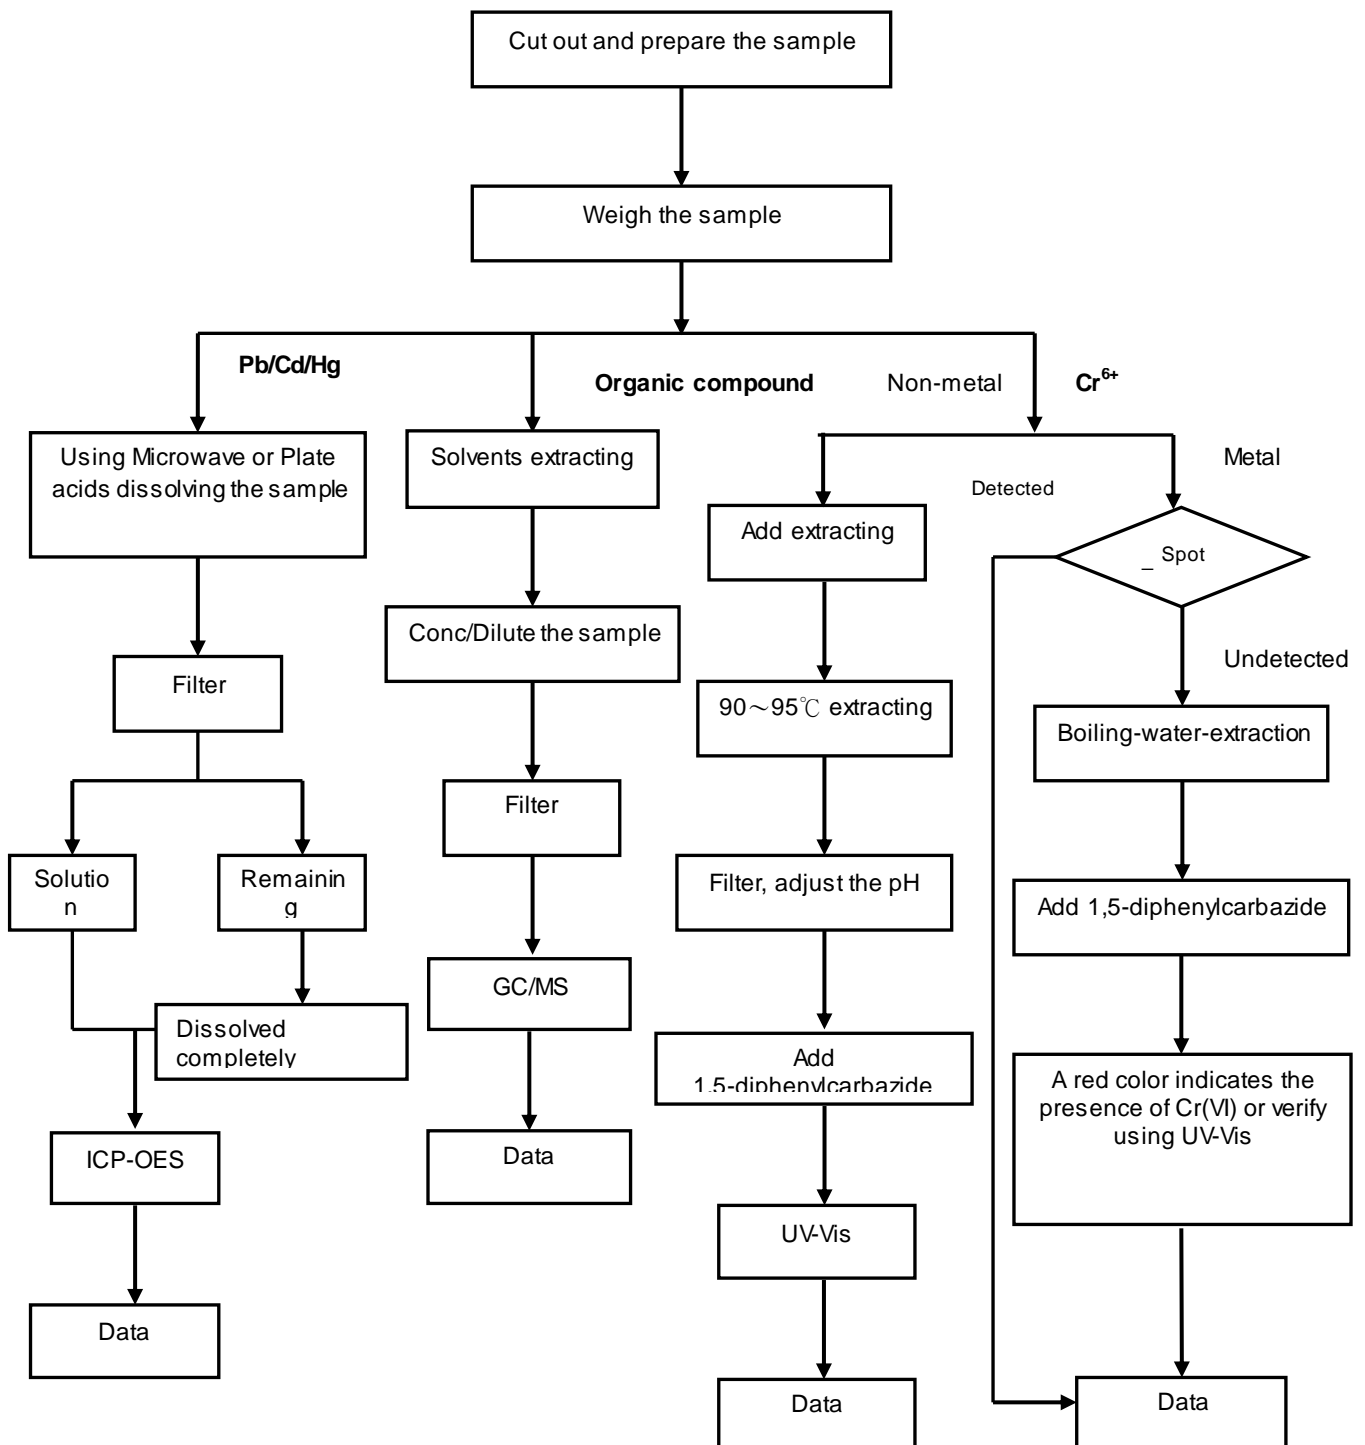 Cut out and prepare the sample
Weigh the sample
Pb/Cd/Hg
Organic compound
Non-metal
Cr6+
Using Microwave or Plate
acids dissolving the sample
Solvents extracting
Metal
Detected
Add extracting
_ Spot
Conc/Dilute the sample
Undetected
Filter
90～95℃ extracting
Boiling-water-extraction
Filter
Solutio
n
Remainin
g
Filter, adjust the pH
Add 1,5-diphenylcarbazide
GC/MS
Dissolved
completely
Add
1,5-diphenylcarbazide
A red color indicates the
presence of Cr(VI) or verify
using UV-Vis
ICP-OES
Data
UV-Vis
Data
Data
Data